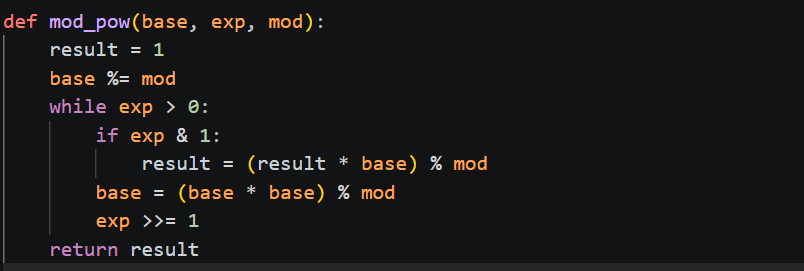 def mod_pow(base, exp, mod):
    result = 1
    base %= mod
    while exp > 0:
        if exp & 1:
            result = (result * base) % mod
        base = (base * base) % mod
        exp >>= 1
    return result